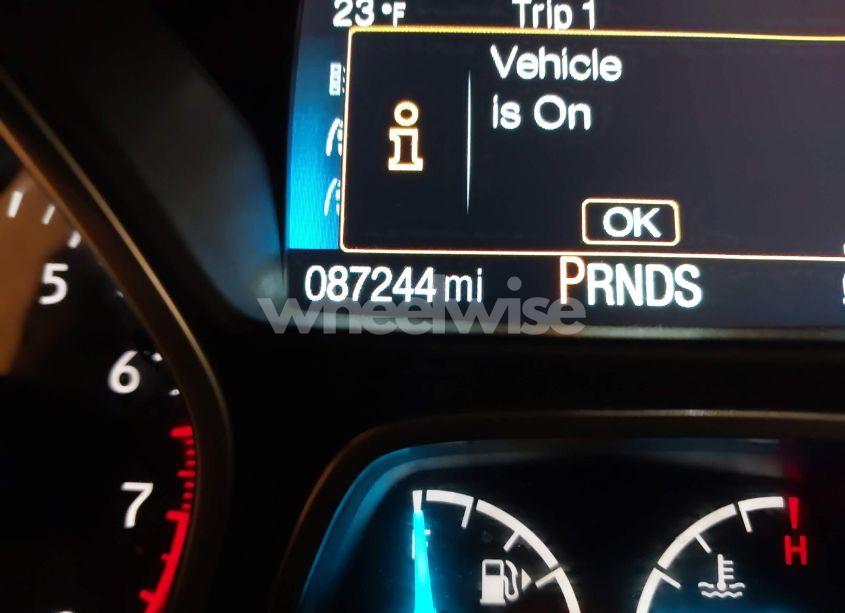 23°F Trip 1
Vehicle
is On
OK
087244 mi PRNDS
wheelwise
5
6
7
H